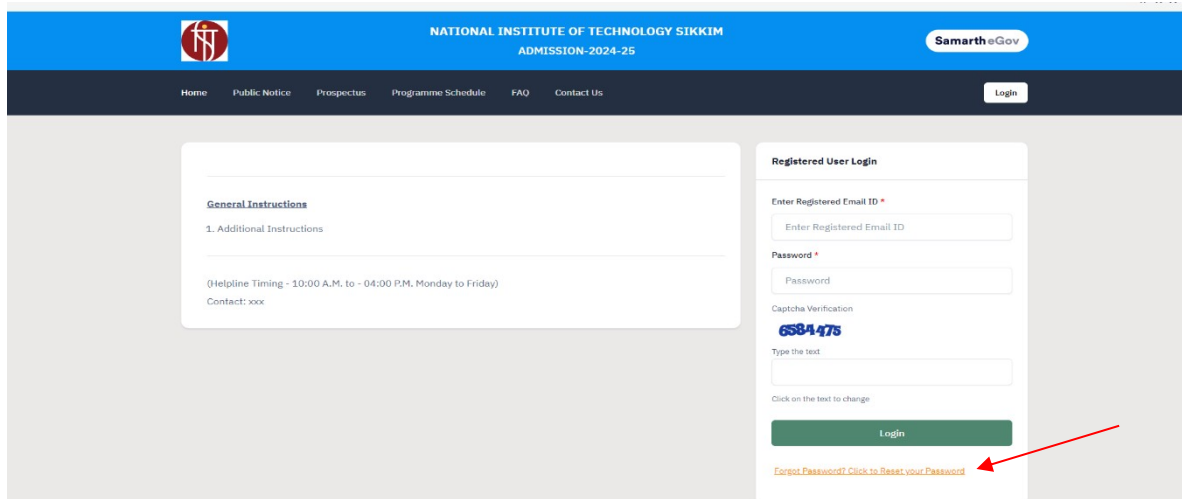 NATIONAL INSTITUTE OF TECHNOLOGY SIKKIM
ADMISSION-2024-25
Samarth eGov
Home Public Notice Prospectus Programme Schedule FAQ Contact Us Login
General Instructions
1. Additional Instructions
(Helpline Timing - 10:00 A.M. to - 04:00 P.M. Monday to Friday)
Contact: xxx
Registered User Login
Enter Registered Email ID *
Enter Registered Email ID
Password *
Password
Captcha Verification
6584475
Type the text
Click on the text to change
Login
Forgot Password? Click to Reset your Password